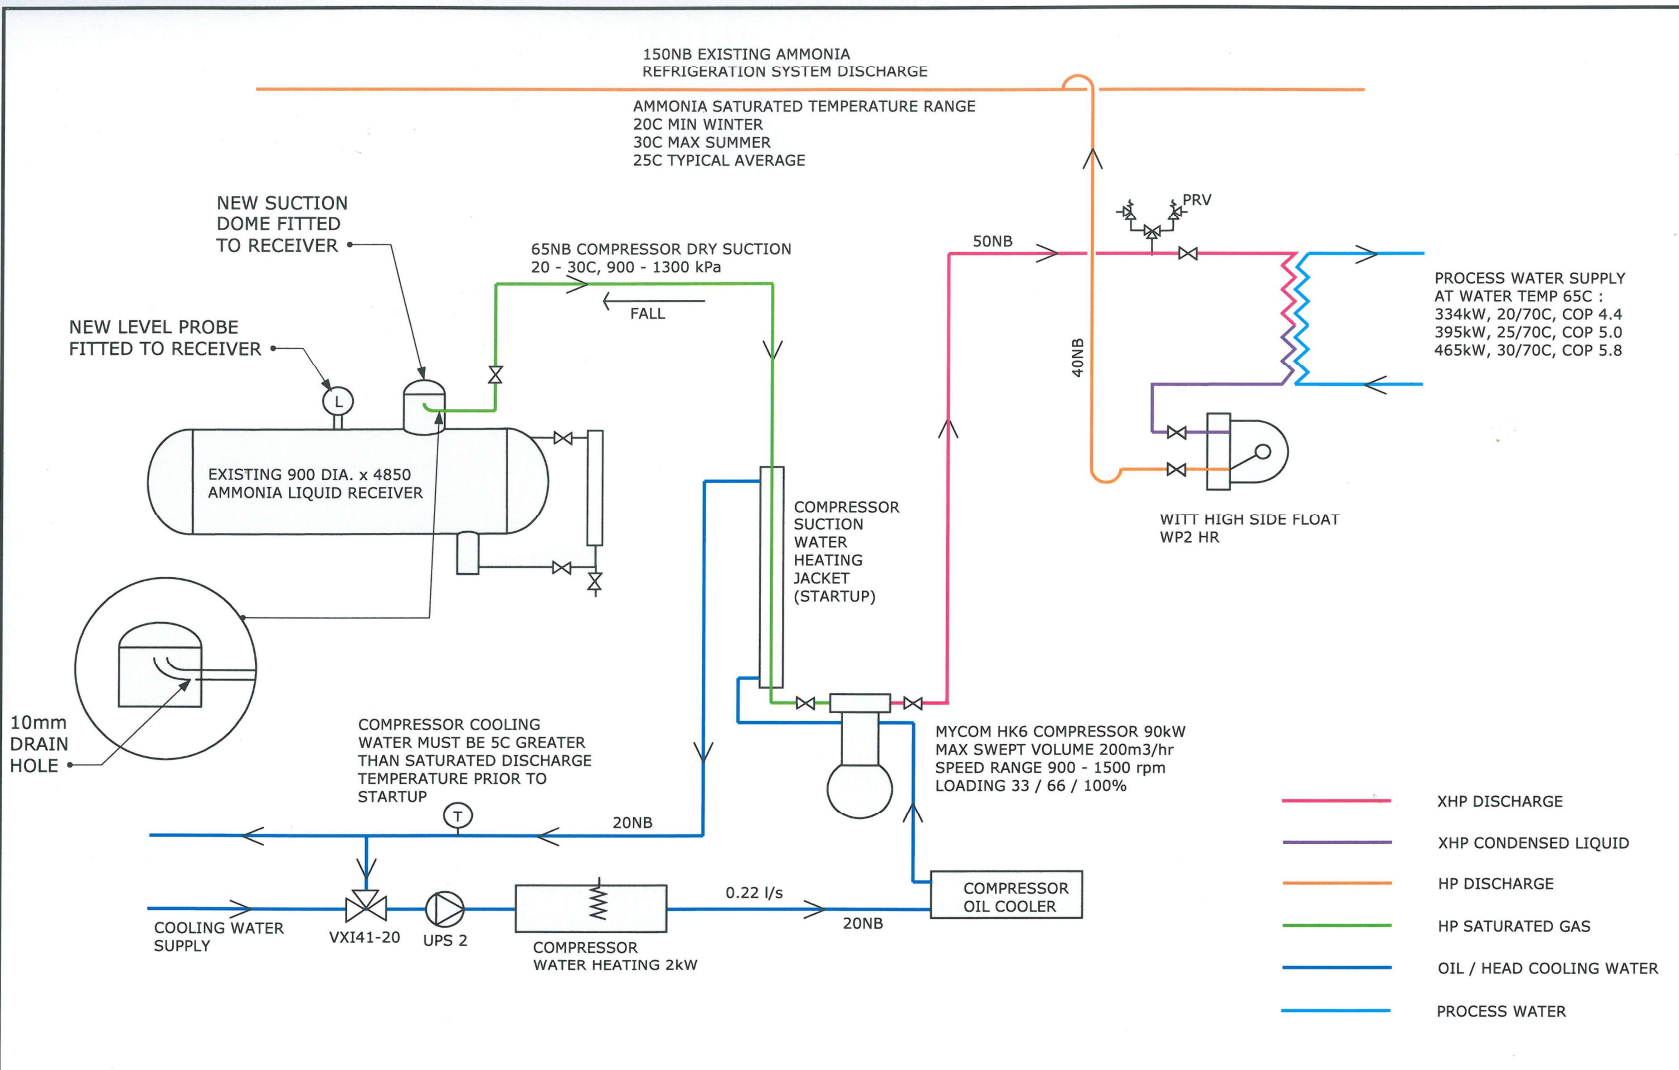 150NB EXISTING AMMONIA
REFRIGERATION SYSTEM DISCHARGE
AMMONIA SATURATED TEMPERATURE RANGE
20C MIN WINTER
30C MAX SUMMER
25C TYPICAL AVERAGE
NEW SUCTION
DOME FITTED
TO RECEIVER
65NB COMPRESSOR DRY SUCTION
20 - 30C, 900 - 1300 kPa
FALL
50NB
PRV
PROCESS WATER SUPPLY
AT WATER TEMP 65C :
334kW, 20/70C, COP 4.4
395kW, 25/70C, COP 5.0
465kW, 30/70C, COP 5.8
NEW LEVEL PROBE
FITTED TO RECEIVER
40NB
L
EXISTING 900 DIA. x 4850
AMMONIA LIQUID RECEIVER
COMPRESSOR
SUCTION
WATER
HEATING
JACKET
(STARTUP)
WITT HIGH SIDE FLOAT
WP2 HR
10mm
DRAIN
HOLE
COMPRESSOR COOLING
WATER MUST BE 5C GREATER
THAN SATURATED DISCHARGE
TEMPERATURE PRIOR TO
STARTUP
T
20NB
MYCOM HK6 COMPRESSOR 90kW
MAX SWEPT VOLUME 200m3/hr
SPEED RANGE 900 - 1500 rpm
LOADING 33 / 66 / 100%
COOLING WATER
SUPPLY
VXI41-20
UPS 2
COMPRESSOR
WATER HEATING 2kW
0.22 l/s
20NB
COMPRESSOR
OIL COOLER
XHP DISCHARGE
XHP CONDENSED LIQUID
HP DISCHARGE
HP SATURATED GAS
OIL / HEAD COOLING WATER
PROCESS WATER